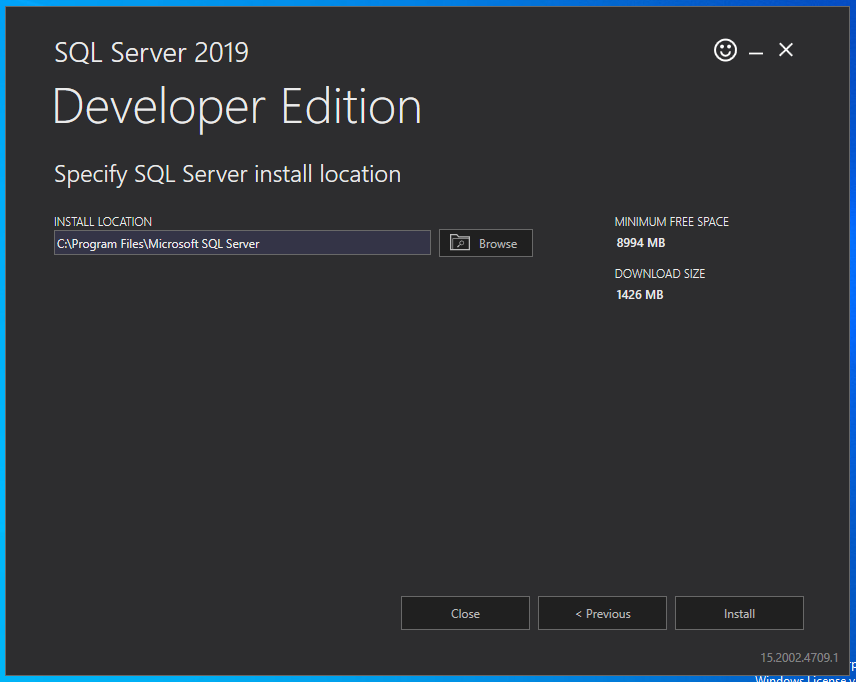 SQL Server 2019
Developer Edition
Specify SQL Server install location
INSTALL LOCATION
C:\Program Files\Microsoft SQL Server
Browse
MINIMUM FREE SPACE
8994 MB
DOWNLOAD SIZE
1426 MB
Close
< Previous
Install
15.2002.4709.1
Windows License